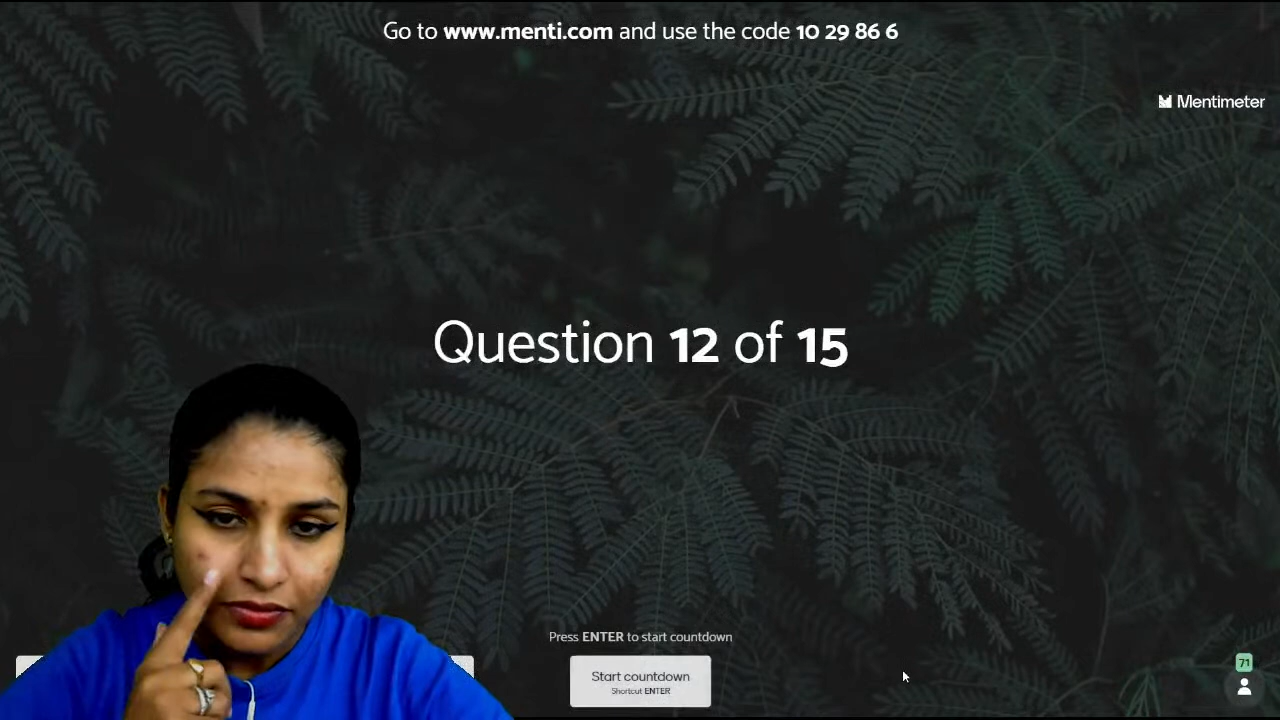 Go to www.menti.com and use the code 10 29 86 6
Mentimeter
Question 12 of 15
Press ENTER to start countdown
Start countdown
Shortcut ENTER
71